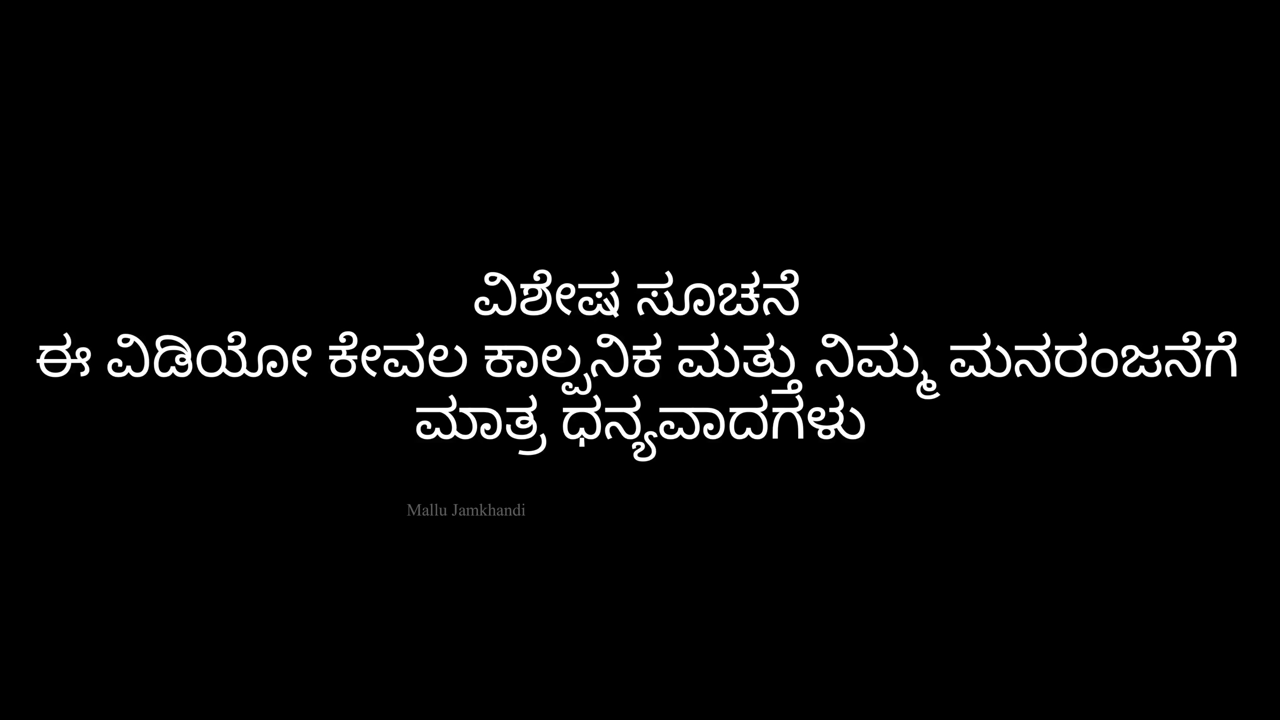 ವಿಶೇಷ ಸೂಚನೆ
ಈ ವಿಡಿಯೋ ಕೇವಲ ಕಾಲ್ಪನಿಕ ಮತ್ತು ನಿಮ್ಮ ಮನರಂಜನೆಗೆ
ಮಾತ್ರ ಧನ್ಯವಾದಗಳು
Mallu Jamkhandi